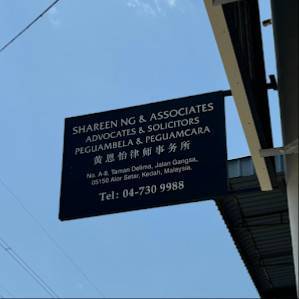 SHAREEN NG & ASSOCIATES
ADVOCATES & SOLICITORS
PEGUAMBELA & PEGUAMCARA
黄恩怡律师事务所
No. A-8, Taman Delima, Jalan Gangsa,
05150 Alor Setar, Kedah, Malaysia.
Tel: 04-730 9988